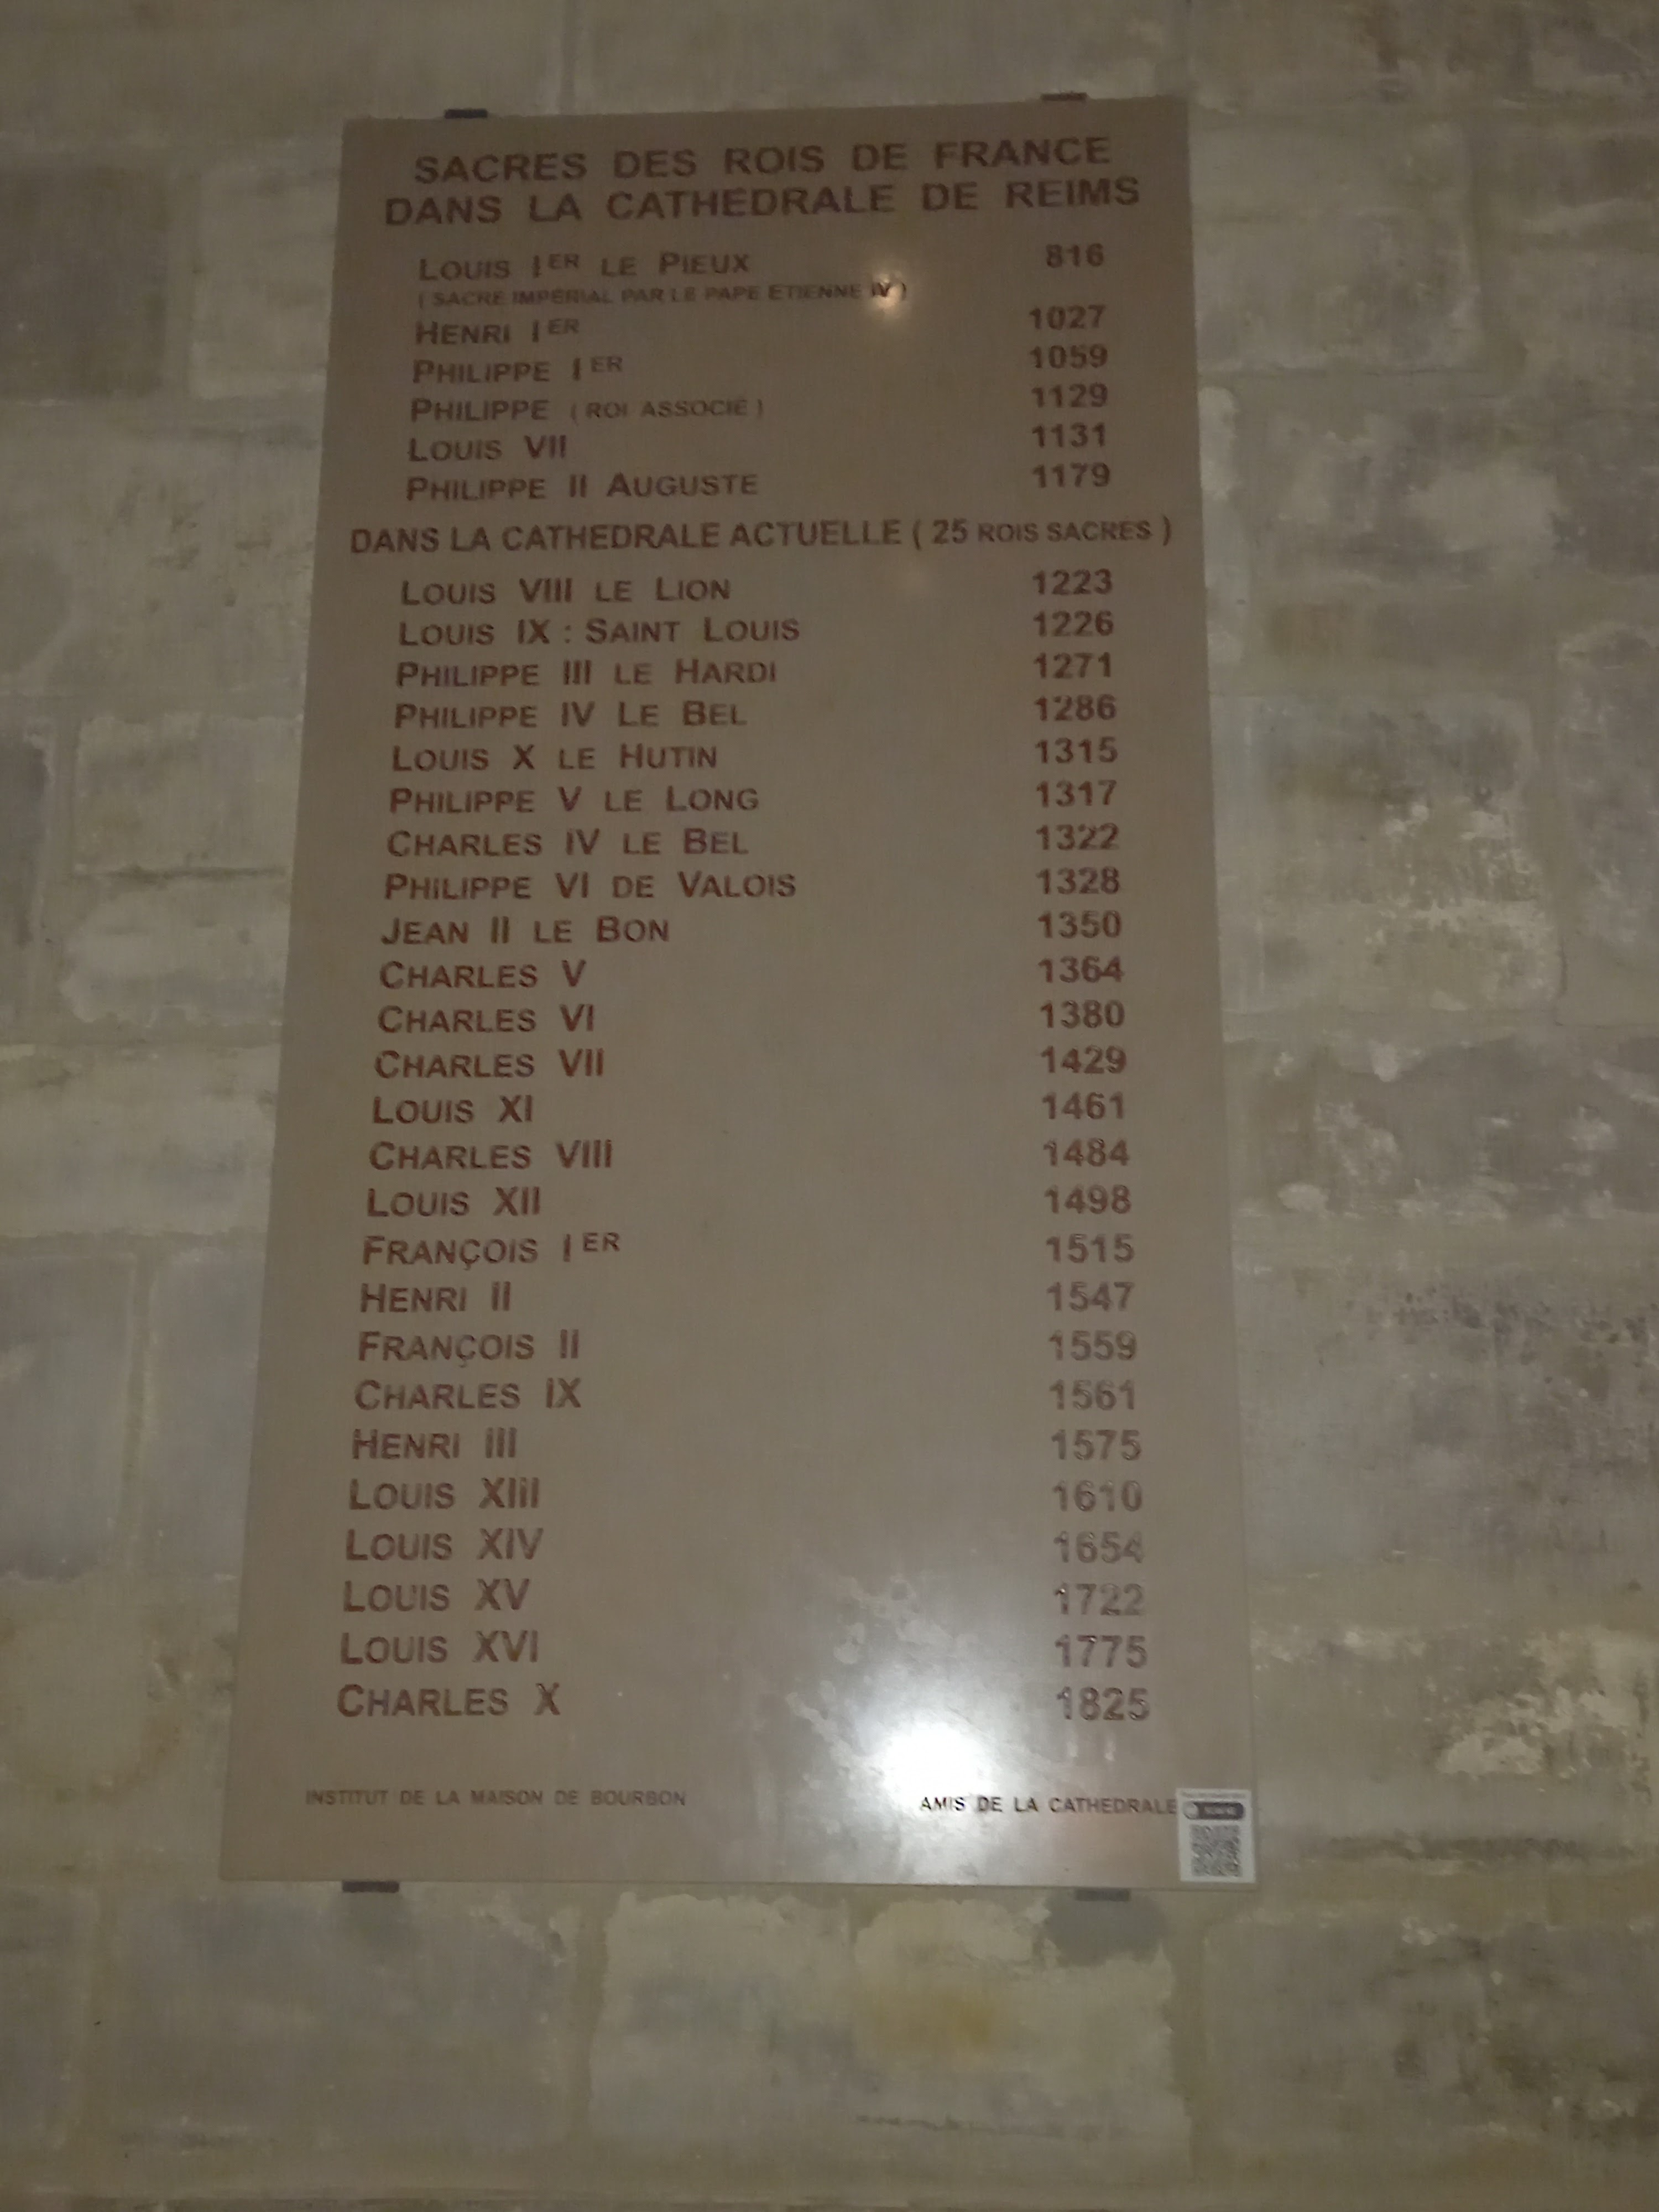 SACRES DES ROIS DE FRANCE
DANS LA CATHEDRALE DE REIMS
LOUIS IER LE PIEUX 816
( SACRE IMPERIAL PAR LE PAPE ETIENNE IV )
HENRI IER 1027
PHILIPPE IER 1059
PHILIPPE ( ROI ASSOCIÉ ) 1129
LOUIS VII 1131
PHILIPPE II AUGUSTE 1179
DANS LA CATHEDRALE ACTUELLE ( 25 ROIS SACRES )
LOUIS VIII LE LION 1223
LOUIS IX : SAINT LOUIS 1226
PHILIPPE III LE HARDI 1271
PHILIPPE IV LE BEL 1286
LOUIS X LE HUTIN 1315
PHILIPPE V LE LONG 1317
CHARLES IV LE BEL 1322
PHILIPPE VI DE VALOIS 1328
JEAN II LE BON 1350
CHARLES V 1364
CHARLES VI 1380
CHARLES VII 1429
LOUIS XI 1461
CHARLES VIII 1484
LOUIS XII 1498
FRANÇOIS IER 1515
HENRI II 1547
FRANÇOIS II 1559
CHARLES IX 1561
HENRI III 1575
LOUIS XIII 1610
LOUIS XIV 1654
LOUIS XV 1722
LOUIS XVI 1775
CHARLES X 1825
INSTITUT DE LA MAISON DE BOURBON AMIS DE LA CATHEDRALE